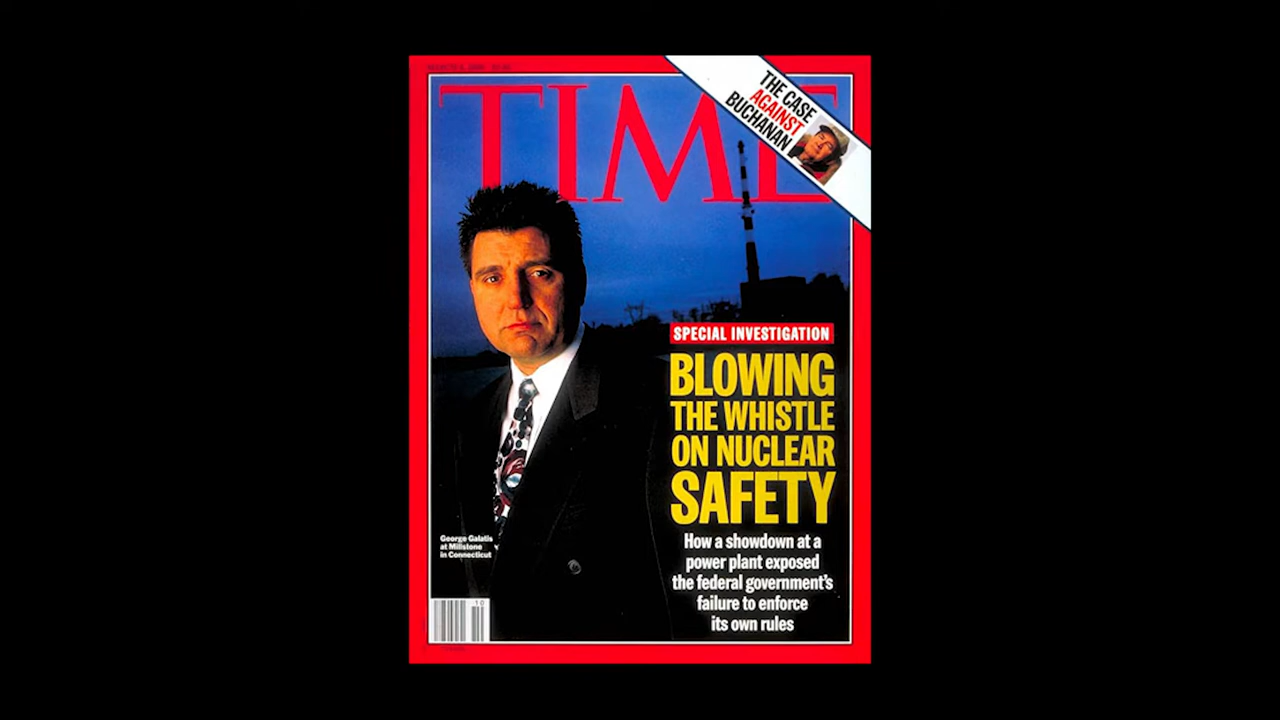 TIME
THE CASE
AGAINST
BUCHANAN
SPECIAL INVESTIGATION
BLOWING
THE WHISTLE
ON NUCLEAR
SAFETY
How a showdown at a
power plant exposed
the federal government's
failure to enforce
its own rules
George Galatis
at Millstone
in Connecticut
10